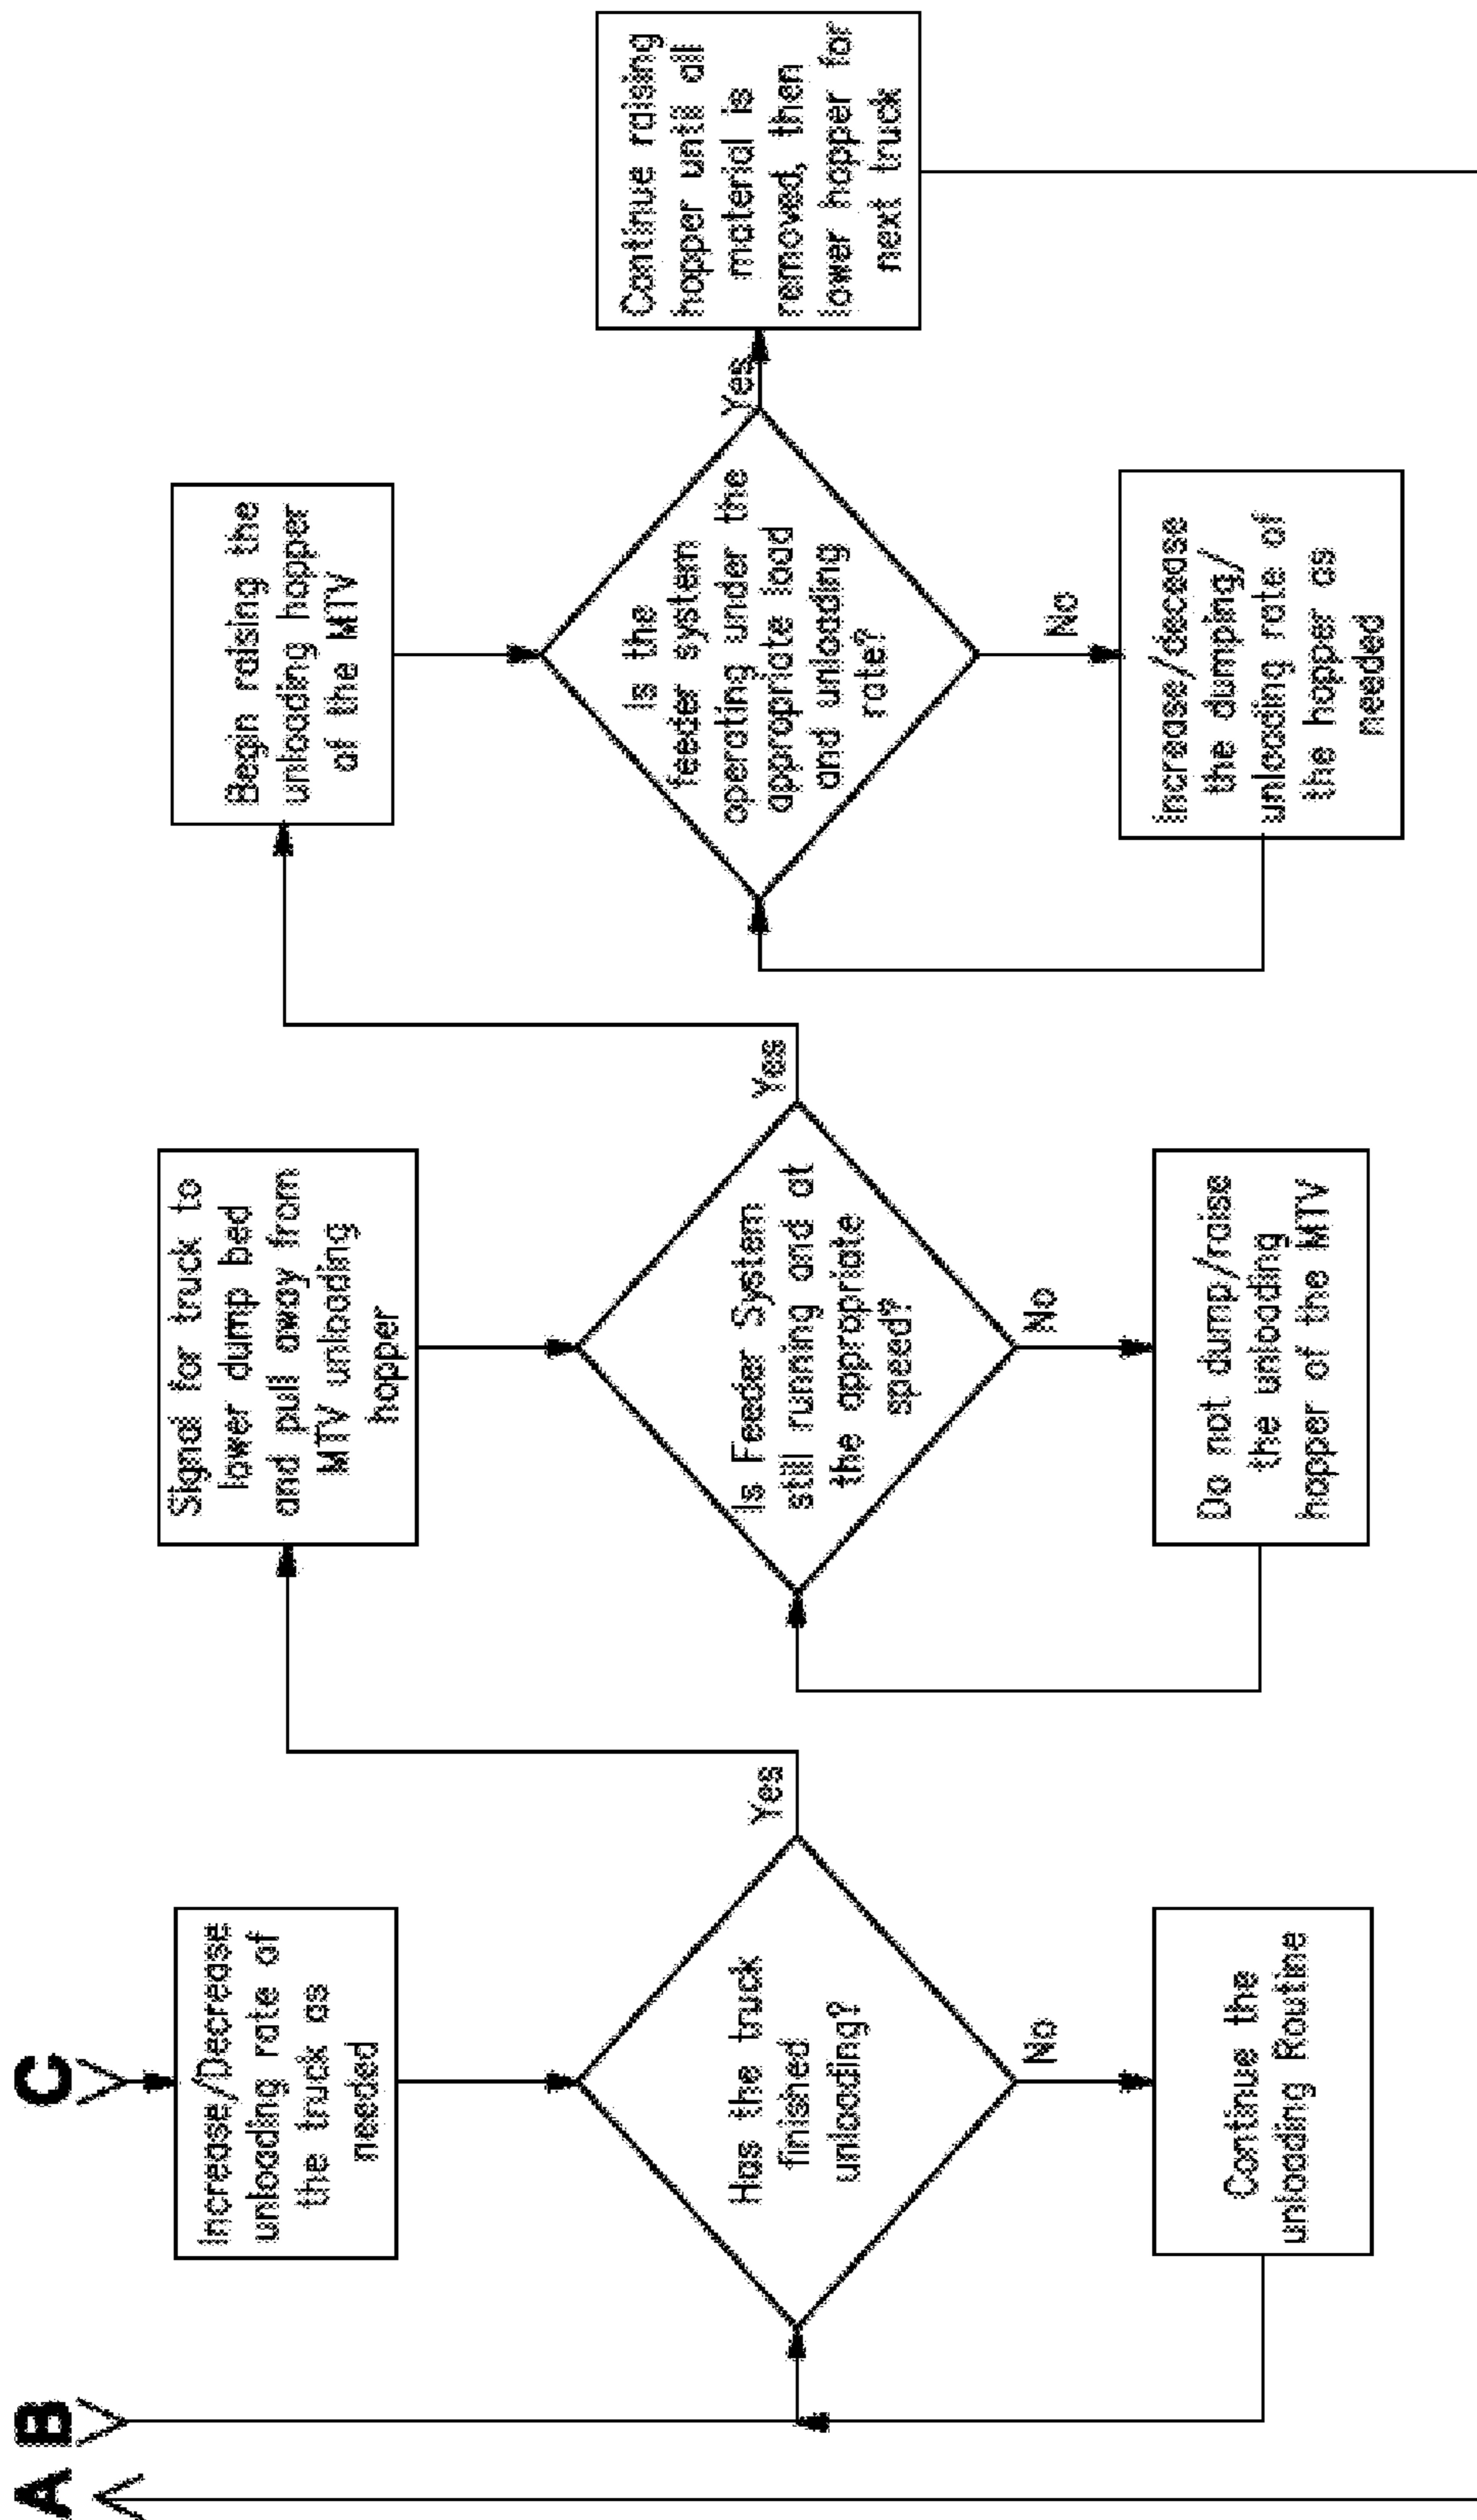 A
B
C
Increase/Decrease
unloading rate of
the truck as
needed
Has the truck
finished
unloading?
Yes
No
Continue the
unloading Routine
Signal for truck to
lower dump bed
and pull away from
MTV unloading
hopper
Is Feeder System
still running and at
the appropriate
speed?
Yes
No
Do not dump/raise
the unloading
hopper of the MTV
Begin raising the
unloading hopper
of the MTV
Is the
feeder system
operating under the
appropriate load
and unloading
rate?
Yes
No
increase/decease
the dumping/
unloading rate of
the hopper as
needed
Continue raising
hopper until all
material is
removed, then
lower hopper for
next truck